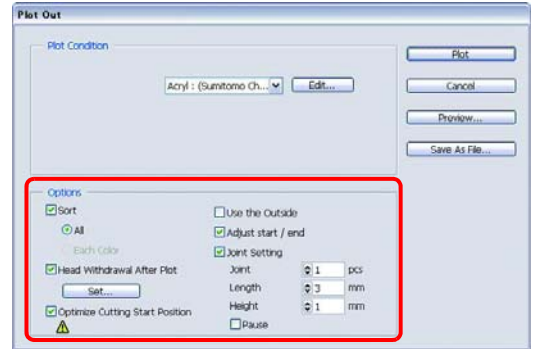 Plot Out
Plot Condition
Acryl : (Sumitomo Ch...
Edit...
Plot
Cancel
Preview...
Save As File...
Options
Sort
All
Each Color
Head Withdrawal After Plot
Set...
Optimize Cutting Start Position
Use the Outside
Adjust start / end
Joint Setting
Joint 1 pcs
Length 3 mm
Height 1 mm
Pause